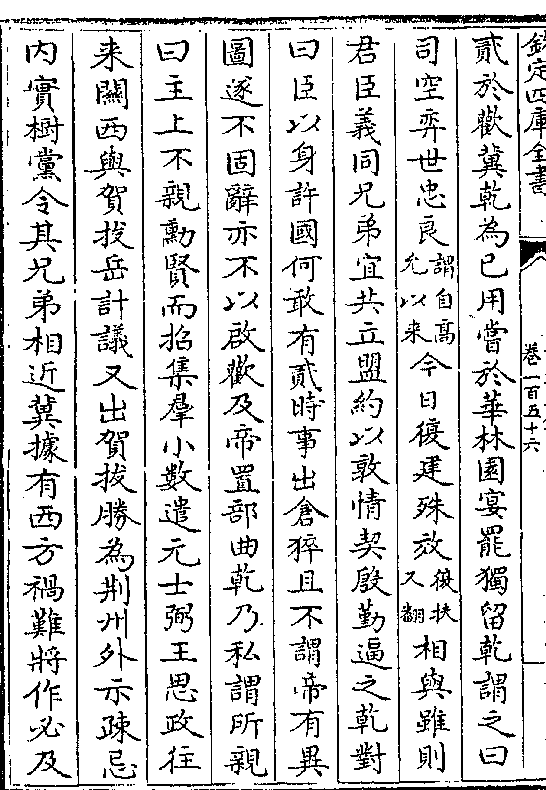 欽定四庫全書
卷一百五十六
貳於歡冀乾為己用嘗於華林園宴罷獨留乾謂之曰
司空弈世忠良謂自高允以来今日復建殊效復扶又翻相與雖則
君臣義同兄弟宜共立盟約以敦情契殷勤逼之乾對
曰臣以身許國何敢有貳時事出倉猝且不謂帝有異
圖遂不固辭亦不以啟歡及帝置部曲乾乃私謂所親
曰主上不親勳賢而招集羣小數遣元士弼王思政往
来關西與賀拔岳計議又出賀拔勝為荆州外示疎忌
内實樹黨令其兄弟相近冀據有西方禍難將作必及